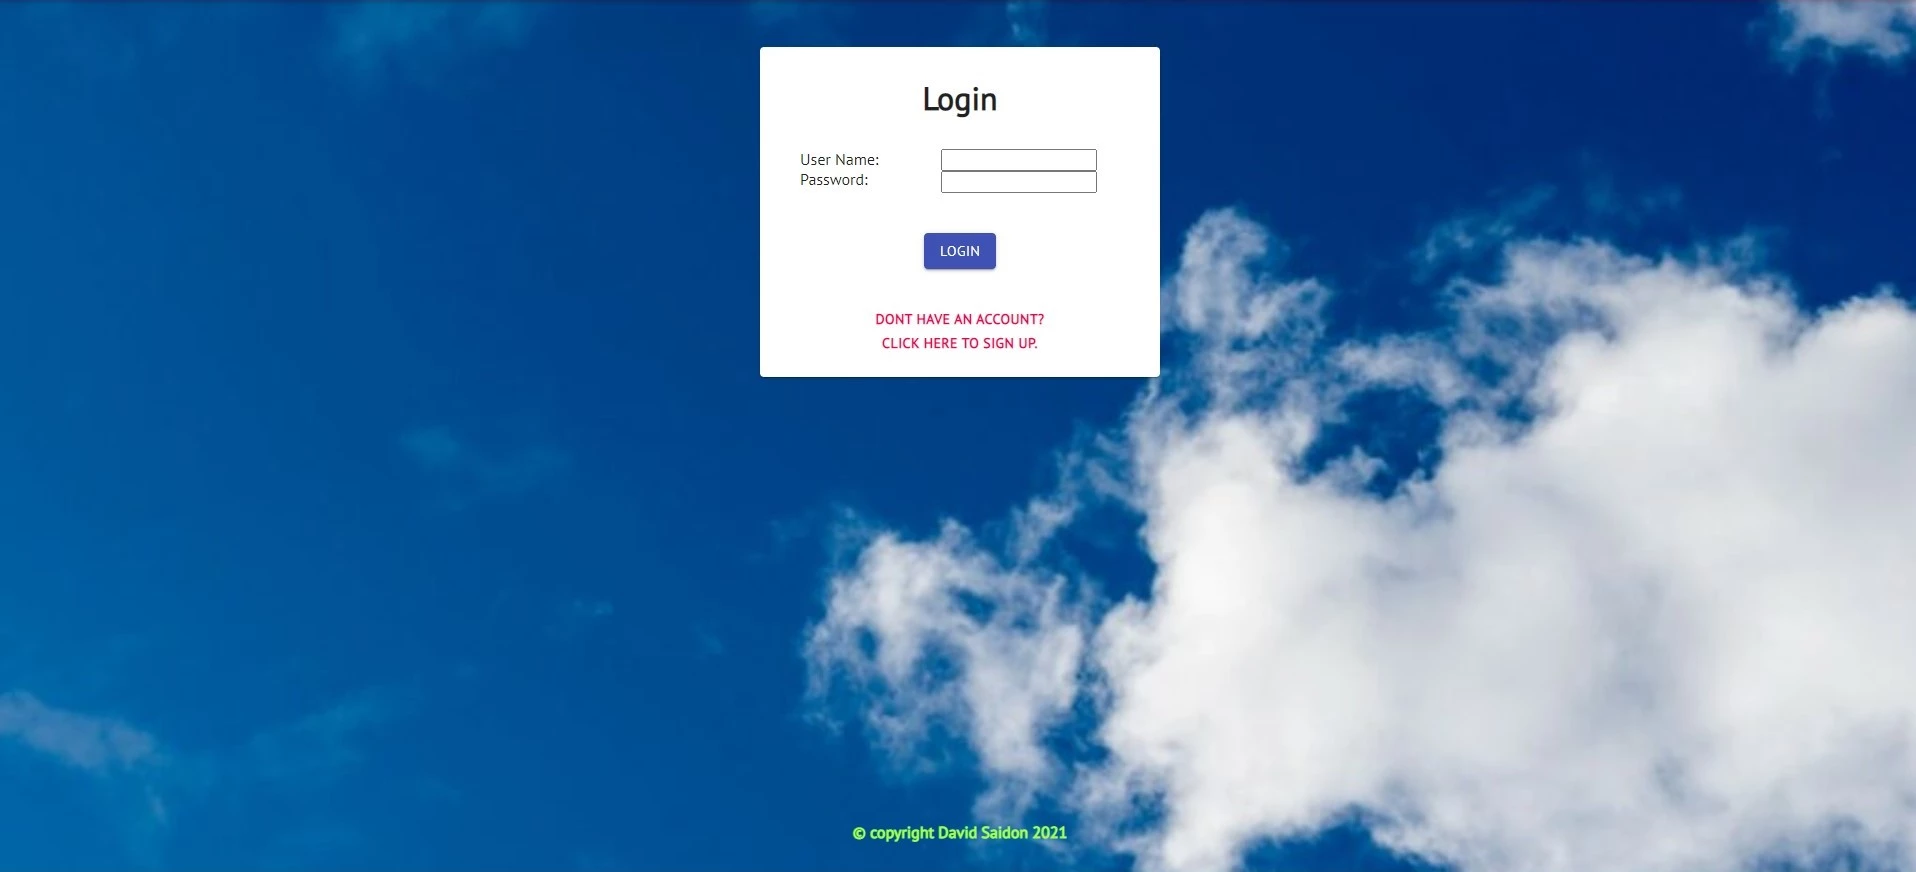 Login
User Name:
Password:
LOGIN
DONT HAVE AN ACCOUNT?
CLICK HERE TO SIGN UP.
© copyright David Saidon 2021